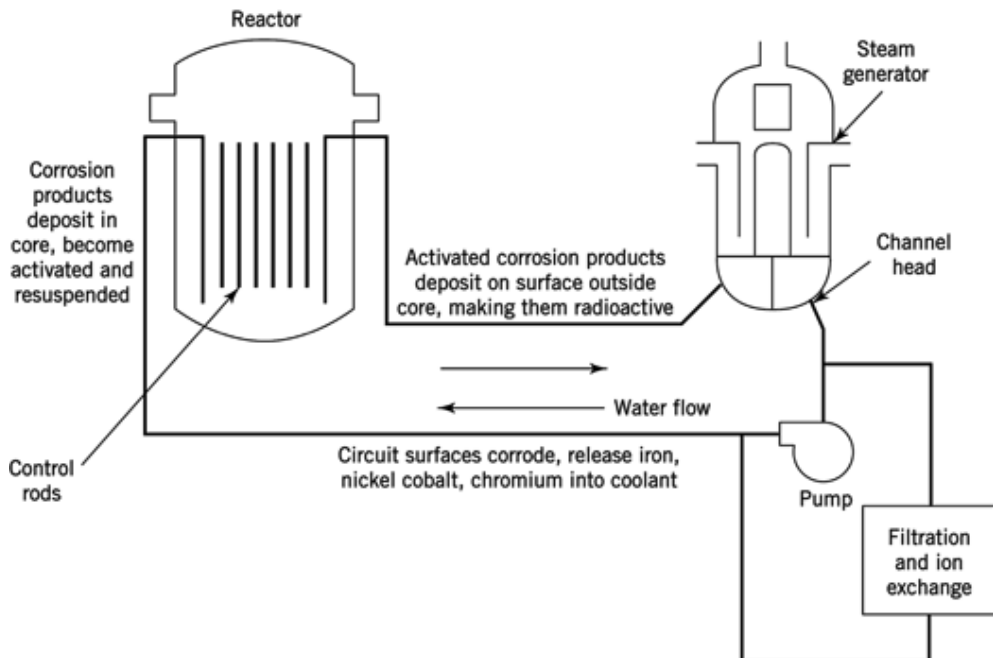 Reactor
Steam
generator
Corrosion
products
deposit in
core, become
activated and
resuspended
Activated corrosion products
deposit on surface outside
core, making them radioactive
Channel
head
Water flow
Circuit surfaces corrode, release iron,
nickel cobalt, chromium into coolant
Control
rods
Pump
Filtration
and ion
exchange